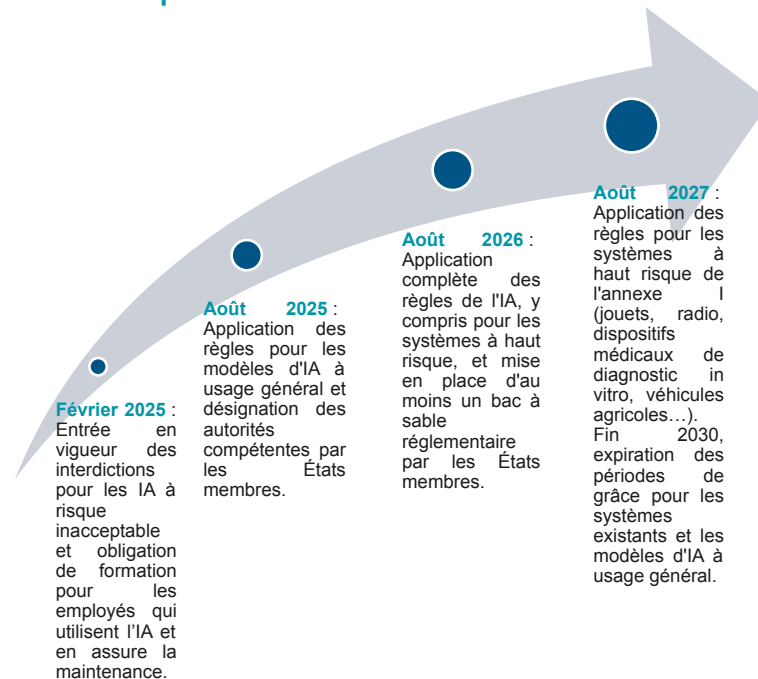 Février 2025 :
Entrée en
vigueur des
interdictions
pour les IA à
risque
inacceptable
et obligation
de formation
pour les
employés qui
utilisent l’IA et
en assure la
maintenance.
Août 2025 :
Application des
règles pour les
modèles d'IA à
usage général et
désignation des
autorités
compétentes par
les États
membres.
Août 2026 :
Application
complète des
règles de l'IA, y
compris pour les
systèmes à haut
risque, et mise
en place d'au
moins un bac à
sable
réglementaire
par les États
membres.
Août 2027 :
Application des
règles pour les
systèmes à
haut risque de
l'annexe I
(jouets, radio,
dispositifs
médicaux de
diagnostic in
vitro, véhicules
agricoles…).
Fin 2030,
expiration des
périodes de
grâce pour les
systèmes
existants et les
modèles d'IA à
usage général.